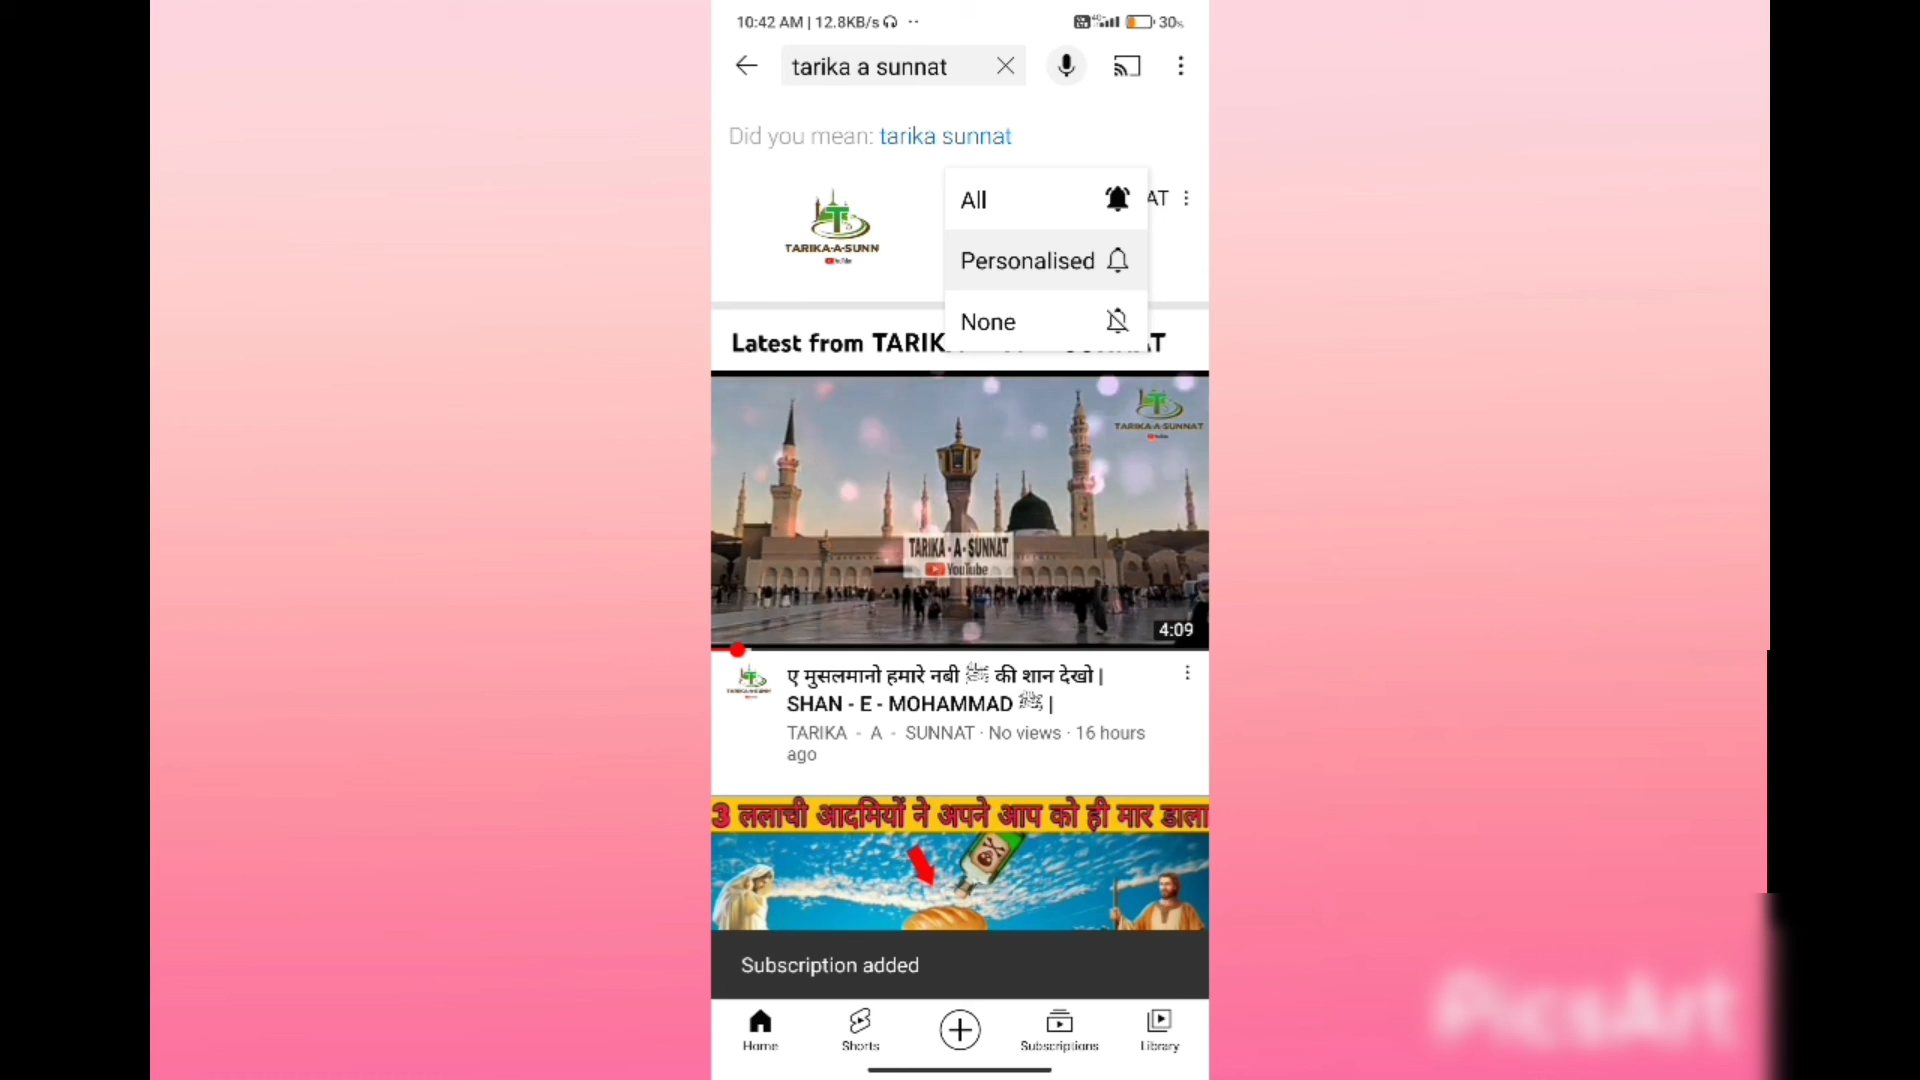 10:42 AM | 12.8KB/s
30%
tarika a sunnat
Did you mean: tarika sunnat
All
AT
Personalised
None
TARIKA-A-SUNN
YouTube
Latest from TARIK
T
TARIKA-A-SUNNAT
TARIKA - A - SUNNAT
YouTube
4:09
ए मुसलमानो हमारे नबी ﷺ की शान देखो |
SHAN - E - MOHAMMAD ﷺ |
TARIKA - A - SUNNAT · No views · 16 hours
ago
3 ललाची आदमियों ने अपने आप को ही मार डाला
Subscription added
Home
Shorts
Subscriptions
Library
PicsArt